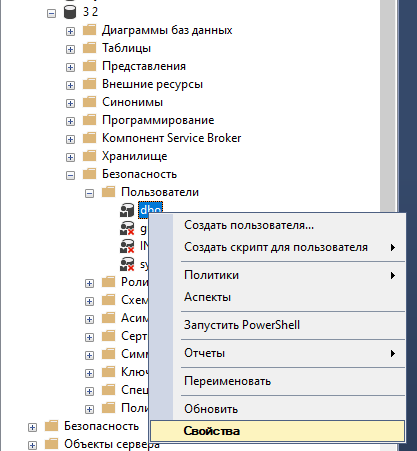 3 2
Диаграммы баз данных
Таблицы
Представления
Внешние ресурсы
Синонимы
Программирование
Компонент Service Broker
Хранилище
Безопасность
Пользователи
dbo
Создать пользователя...
Создать скрипт для пользователя
Политики
Аспекты
Запустить PowerShell
Отчеты
Переименовать
Обновить
Свойства
g
IN
sy
Роли
Схем
Асим
Серт
Симм
Ключ
Спец
Поли
Безопасность
Объекты сервера